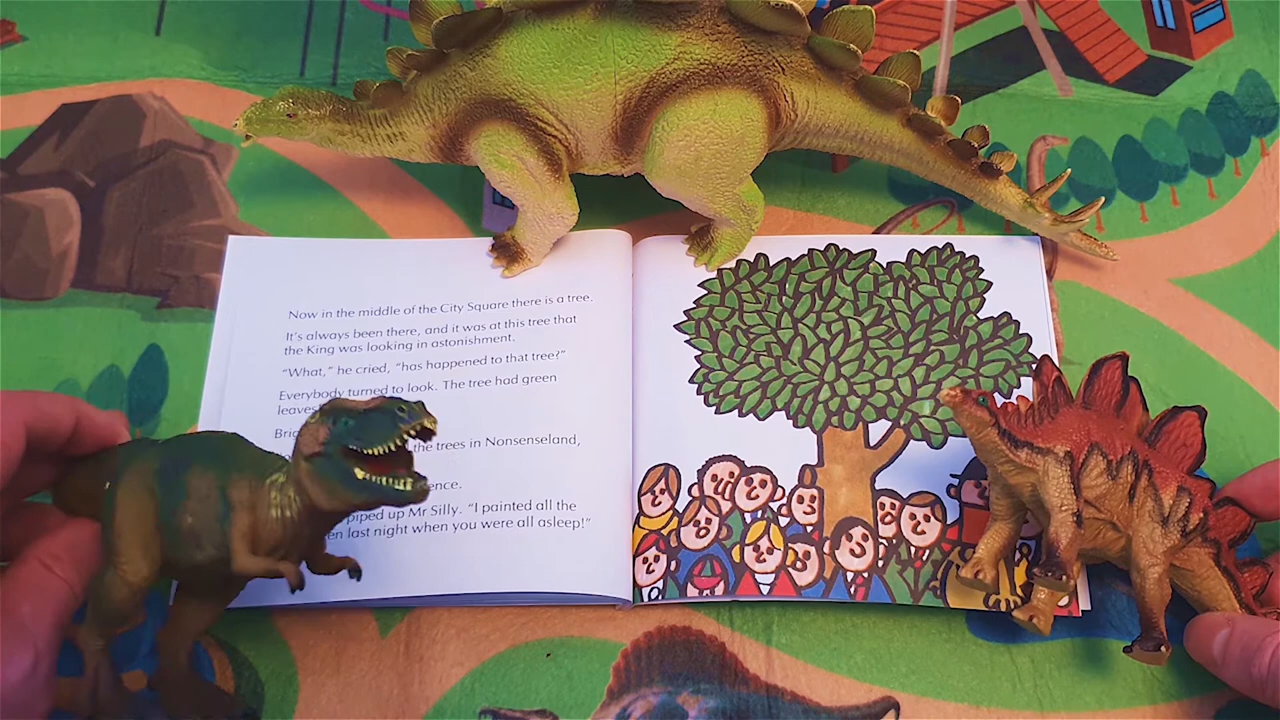 Now in the middle of the City Square there is a tree.
It's always been there, and it was at this tree that
the King was looking in astonishment.
"What," he cried, "has happened to that tree?"
Everybody turned to look. The tree had green
leaves
the trees in Nonsenseland,
piped up Mr Silly. "I painted all the
last night when you were all asleep!"